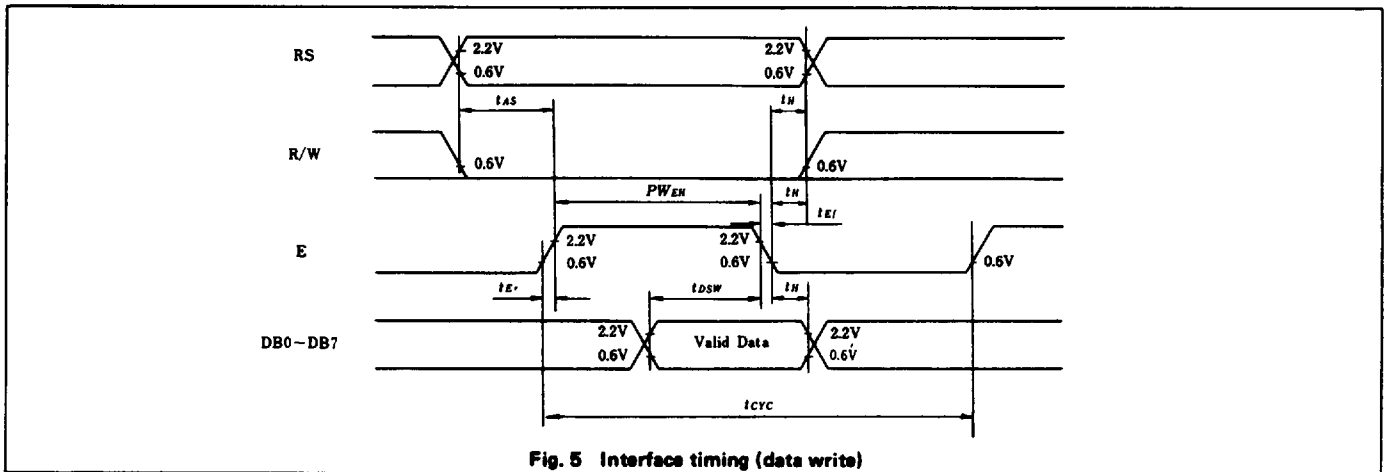 RS
2.2V
0.6V
2.2V
0.6V
tAS
tH
R/W
0.6V
0.6V
PWEH
tH
tEf
E
2.2V
0.6V
2.2V
0.6V
0.6V
tEr
tDSW
tH
DB0~DB7
2.2V
0.6V
Valid Data
2.2V
0.6V
tCYC
Fig. 5 Interface timing (data write)